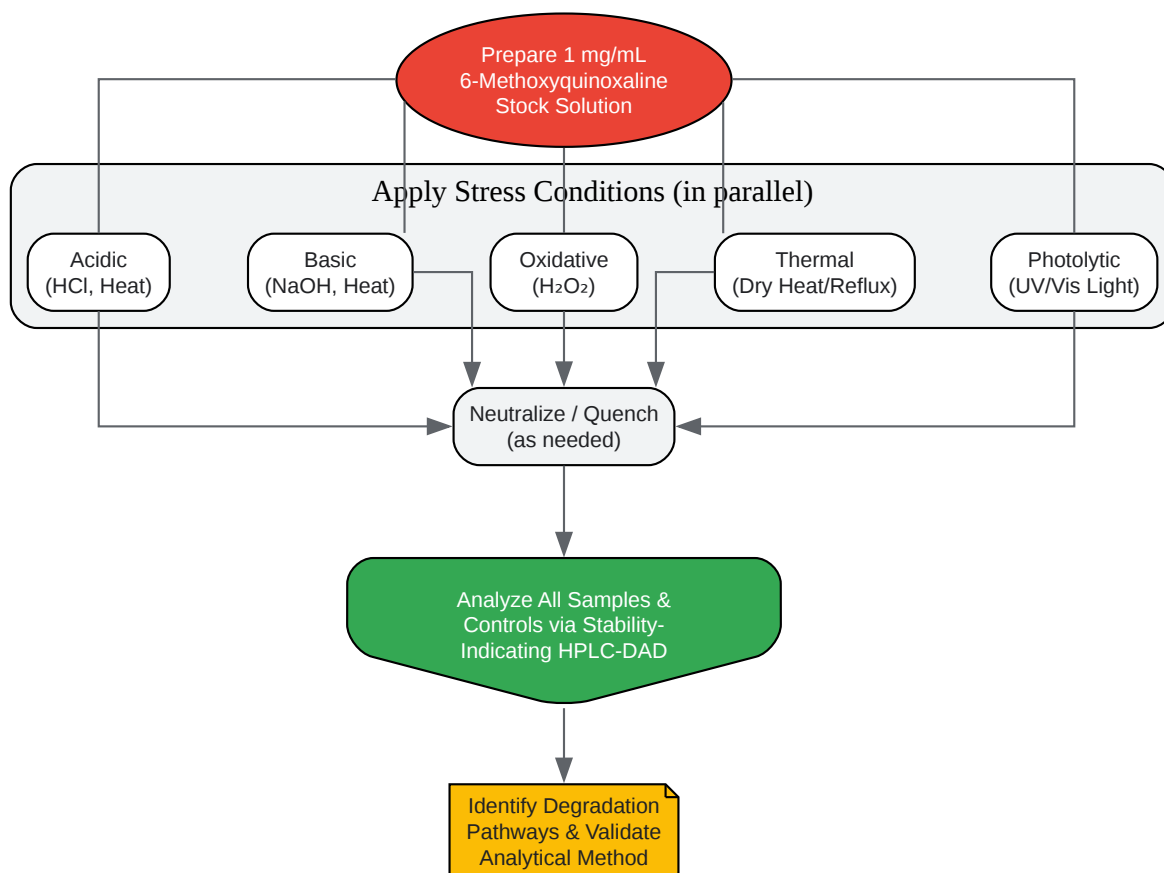 Prepare 1 mg/mL
6-Methoxyquinoxaline
Stock Solution
Apply Stress Conditions (in parallel)
Acidic
(HCl, Heat)
Basic
(NaOH, Heat)
Oxidative
(H₂O₂)
Thermal
(Dry Heat/Reflux)
Photolytic
(UV/Vis Light)
Neutralize / Quench
(as needed)
Analyze All Samples &
Controls via Stability-
Indicating HPLC-DAD
Identify Degradation
Pathways & Validate
Analytical Method